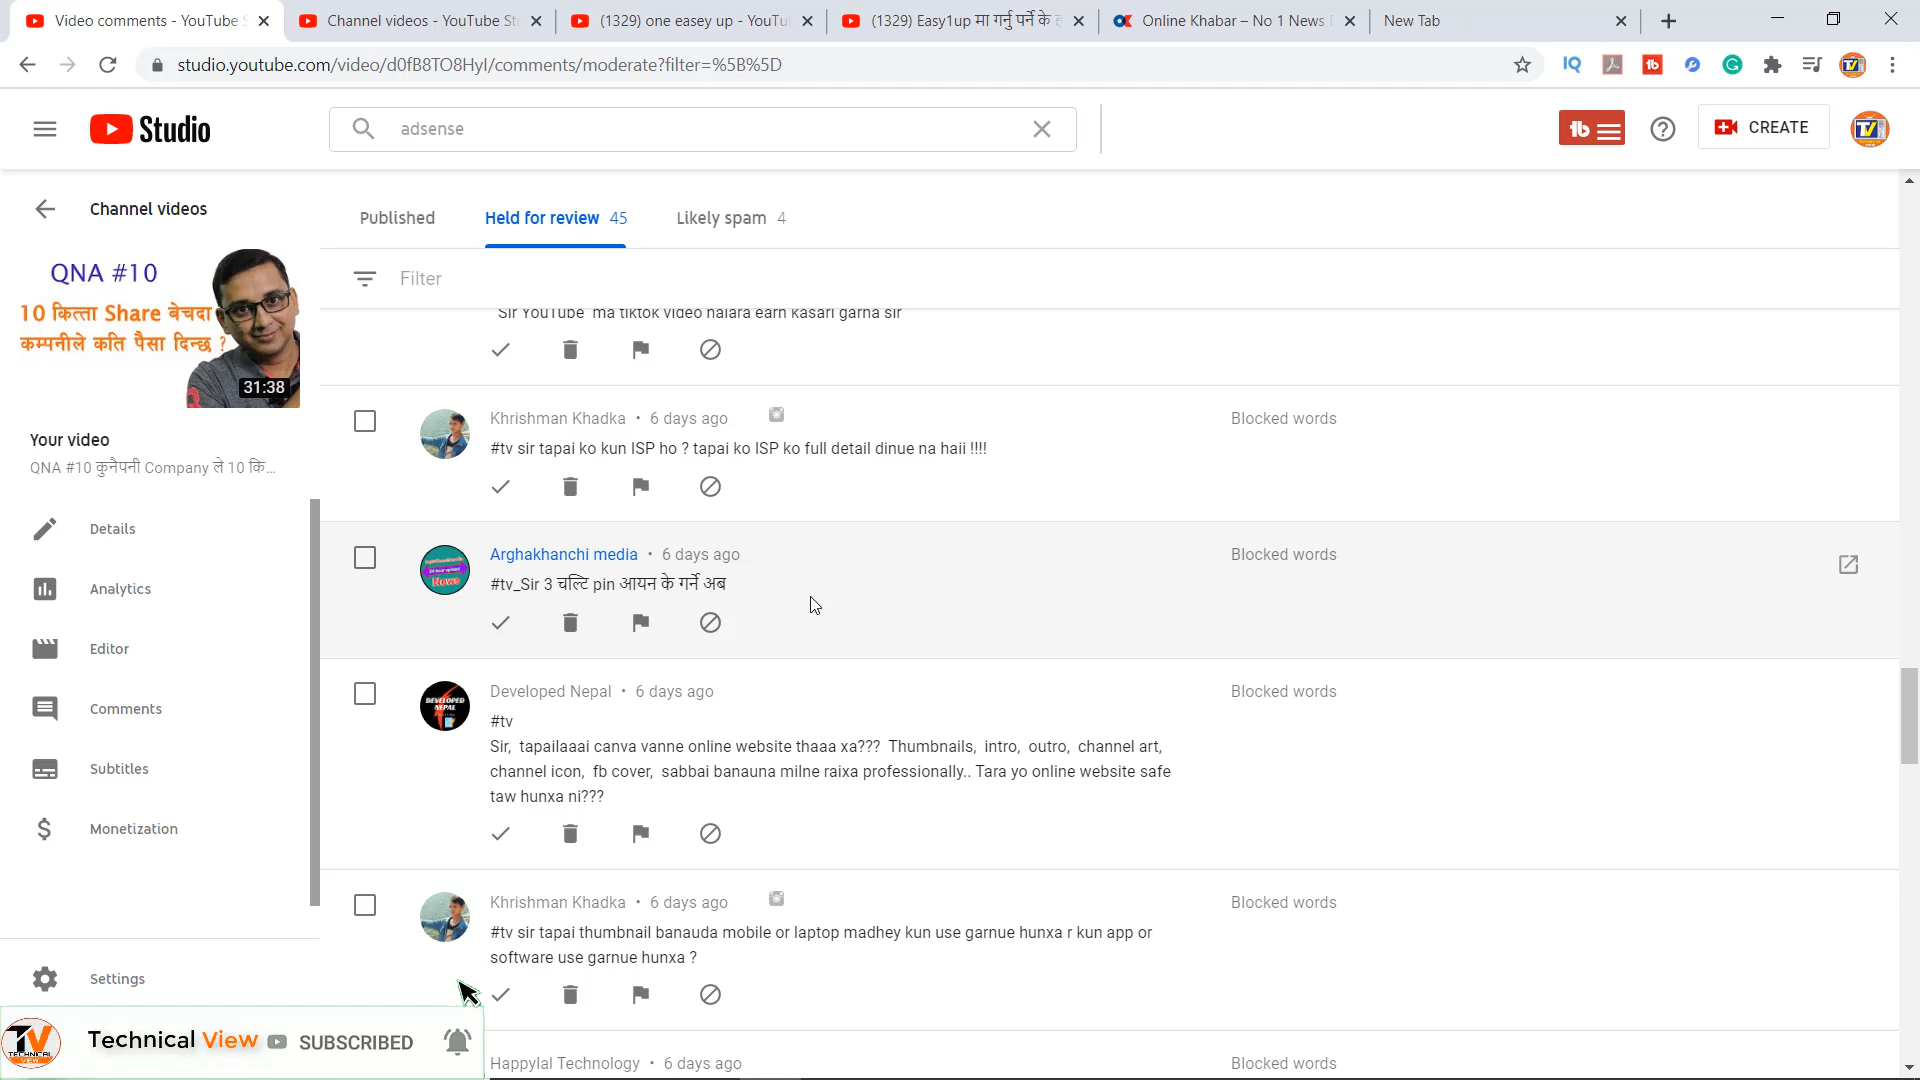 Video comments - YouTube S
Channel videos - YouTube St
(1329) one easey up - YouTu
(1329) Easy1up मा गर्नु पर्ने के
Online Khabar – No 1 News
New Tab
studio.youtube.com/video/d0fB8TO8HyI/comments/moderate?filter=%5B%5D
IQ
Studio
adsense
CREATE
Channel videos
Published
Held for review 45
Likely spam 4
Filter
QNA #10
10 कित्ता Share बेचदा
कम्पनीले कति पैसा दिन्छ ?
31:38
Your video
QNA #10 कुनैपनी Company ले 10 कि...
Details
Analytics
Editor
Comments
Subtitles
Monetization
Settings
Sir YouTube ma tiktok video halara earn kasari garna sir
Khrishman Khadka • 6 days ago
Blocked words
#tv sir tapai ko kun ISP ho ? tapai ko ISP ko full detail dinue na haii !!!!
Arghakhanchi media • 6 days ago
Blocked words
#tv_Sir 3 चल्टि pin आयन के गर्ने अब
Developed Nepal • 6 days ago
Blocked words
#tv
Sir, tapailaaai canva vanne online website thaaa xa??? Thumbnails, intro, outro, channel art,
channel icon, fb cover, sabbai banauna milne raixa professionally.. Tara yo online website safe
taw hunxa ni???
Khrishman Khadka • 6 days ago
Blocked words
#tv sir tapai thumbnail banauda mobile or laptop madhey kun use garnue hunxa r kun app or
software use garnue hunxa ?
Happylal Technology • 6 days ago
Blocked words
TV
TECHNICAL
VIEW
Technical View
SUBSCRIBED